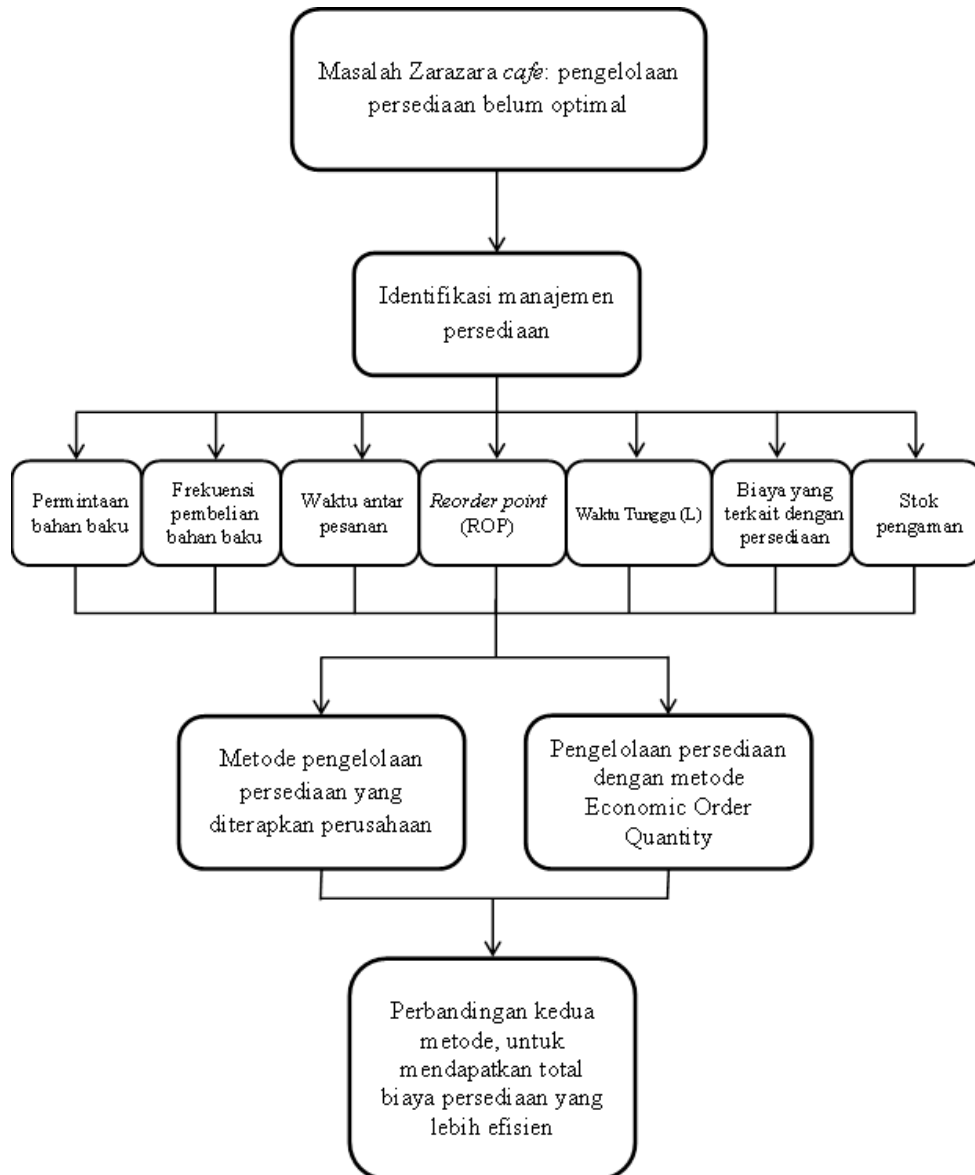 Masalah Zarazara cafe: pengelolaan
persediaan belum optimal
Identifikasi manajemen
persediaan
Permintaan
bahan baku
Frekuensi
pembelian
bahan baku
Waktu antar
pesanan
Reorder point
(ROP)
Waktu Tunggu (L)
Biaya yang
terkait dengan
persediaan
Stok
pengaman
Metode pengelolaan
persediaan yang
diterapkan perusahaan
Pengelolaan persediaan
dengan metode
Economic Order
Quantity
Perbandingan kedua
metode, untuk
mendapatkan total
biaya persediaan yang
lebih efisien